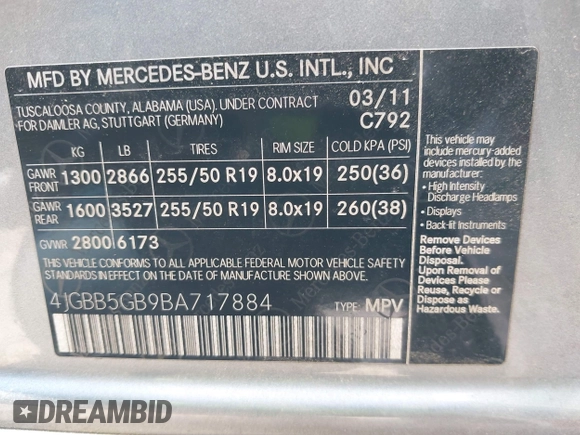 MFD BY MERCEDES-BENZ U.S. INTL., INC
TUSCALOOSA COUNTY, ALABAMA (USA), UNDER CONTRACT 03/11
FOR DAIMLER AG, STUTTGART (GERMANY) C792
KG LB TIRES RIM SIZE COLD KPA (PSI)
GAWR FRONT 1300 2866 255/50 R19 8.0x19 250(36)
GAWR REAR 1600 3527 255/50 R19 8.0x19 260(38)
GVWR 2800 6173
THIS VEHICLE CONFORMS TO ALL APPLICABLE FEDERAL MOTOR VEHICLE SAFETY
STANDARDS IN EFFECT ON THE DATE OF MANUFACTURE SHOWN ABOVE.
4JGBB5GB9BA717884 TYPE: MPV
This vehicle may
include mercury-added
devices installed by the
manufacturer:
• High Intensity
Discharge Headlamps
• Displays
• Back-lit Instruments
Remove Devices
Before Vehicle
Disposal.
Upon Removal of
Devices Please
Reuse, Recycle or
Dispose as
Hazardous Waste.
DREAMBID